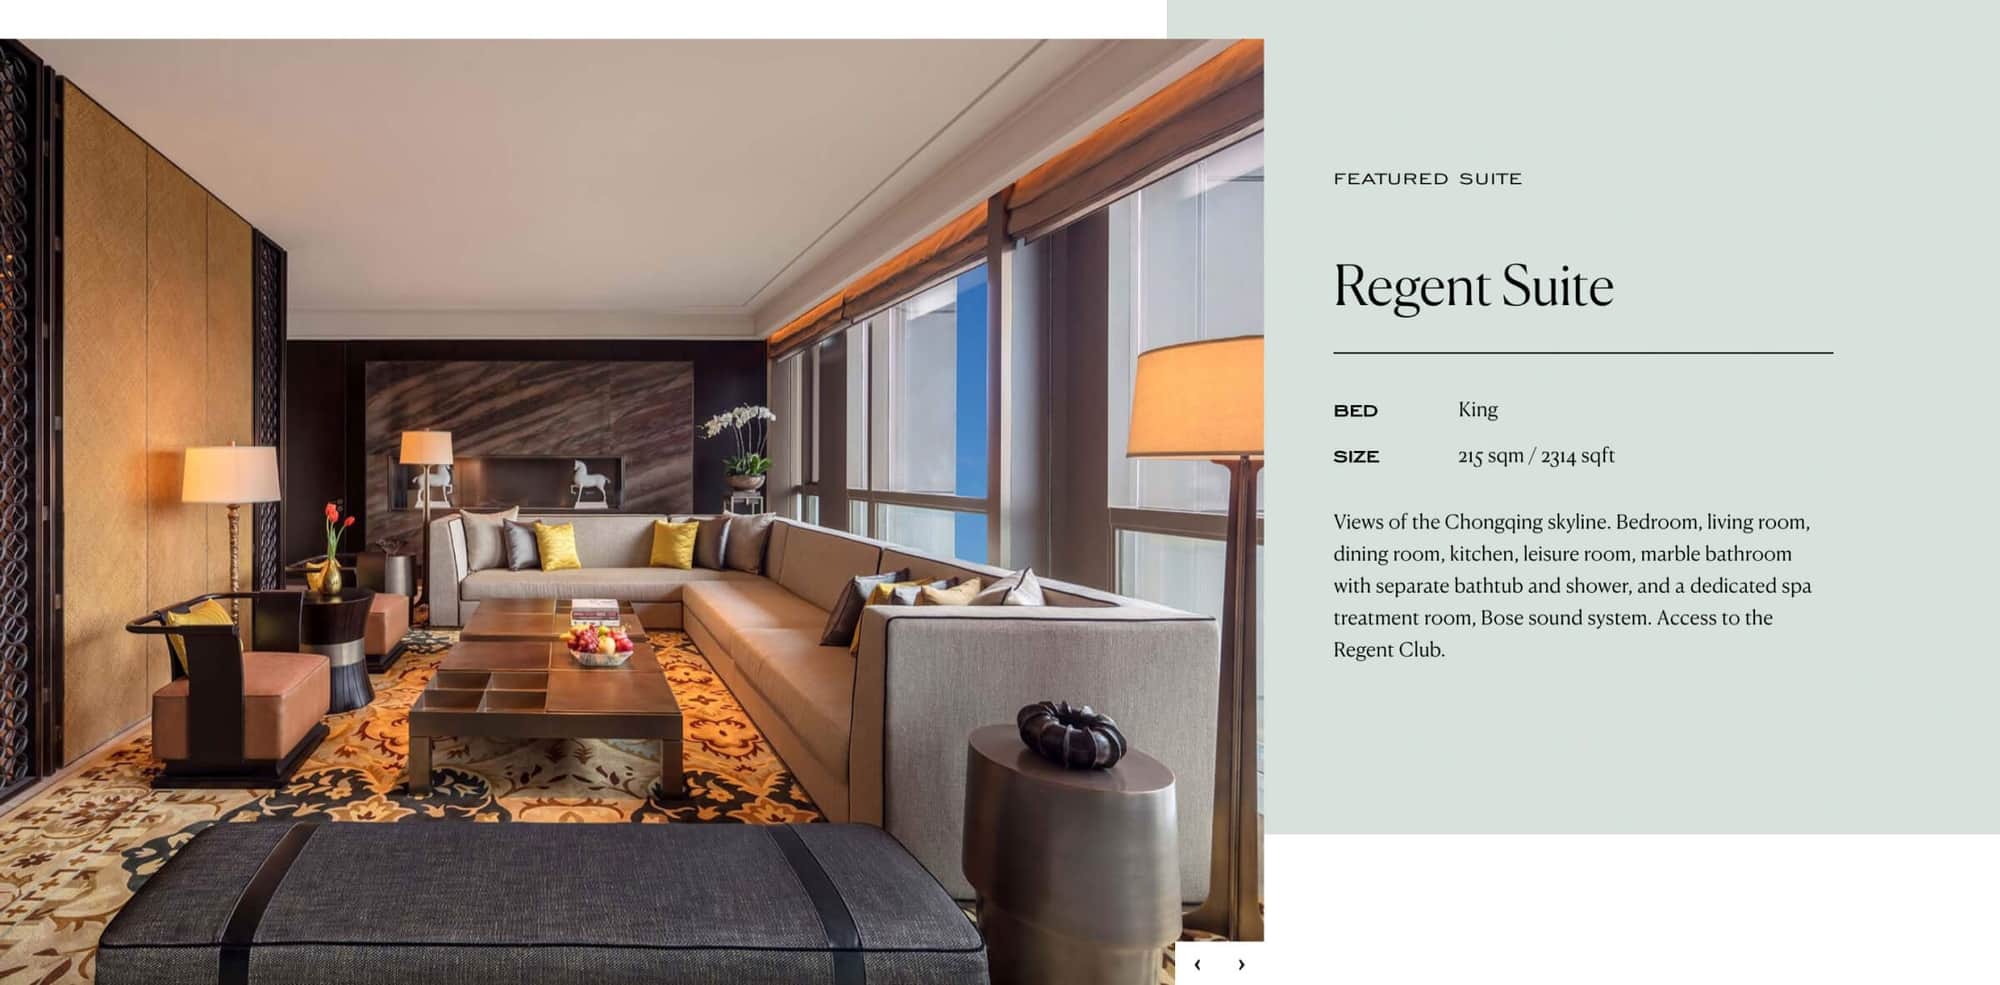 FEATURED SUITE
Regent Suite
BED King
SIZE 215 sqm / 2314 sqft
Views of the Chongqing skyline. Bedroom, living room,
dining room, kitchen, leisure room, marble bathroom
with separate bathtub and shower, and a dedicated spa
treatment room, Bose sound system. Access to the
Regent Club.